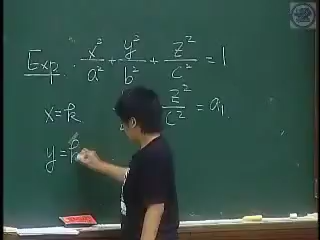 Exp. x²/a² + y²/b² + z²/c² = 1
x=k z²/c² = a₁
y=k